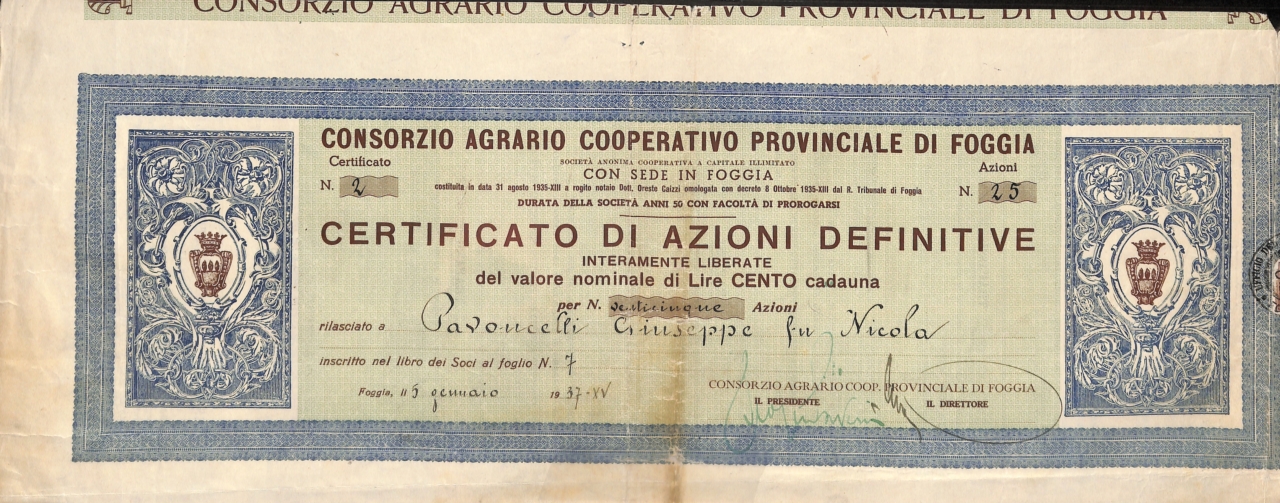 CONSORZIO AGRARIO COOPERATIVO PROVINCIALE DI FOGGIA
CONSORZIO AGRARIO COOPERATIVO PROVINCIALE DI FOGGIA
SOCIETÀ ANONIMA COOPERATIVA A CAPITALE ILLIMITATO
CON SEDE IN FOGGIA
Certificato
N. 2
Azioni
N. 25
costituita in data 31 agosto 1935-XIII a rogito notaio Dott. Oreste Caizzi omologata con decreto 8 Ottobre 1935-XIII dal R. Tribunale di Foggia
DURATA DELLA SOCIETÀ ANNI 50 CON FACOLTÀ DI PROROGARSI
CERTIFICATO DI AZIONI DEFINITIVE
INTERAMENTE LIBERATE
del valore nominale di Lire CENTO cadauna
per N. venticinque Azioni
rilasciato a Pavoncelli Giuseppe fu Nicola
inscritto nel libro dei Soci al foglio N. 7
Foggia, li 5 gennaio 1937-XV
CONSORZIO AGRARIO COOP. PROVINCIALE DI FOGGIA
IL PRESIDENTE IL DIRETTORE